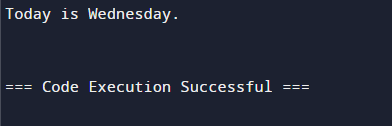 Today is Wednesday.
=== Code Execution Successful ===